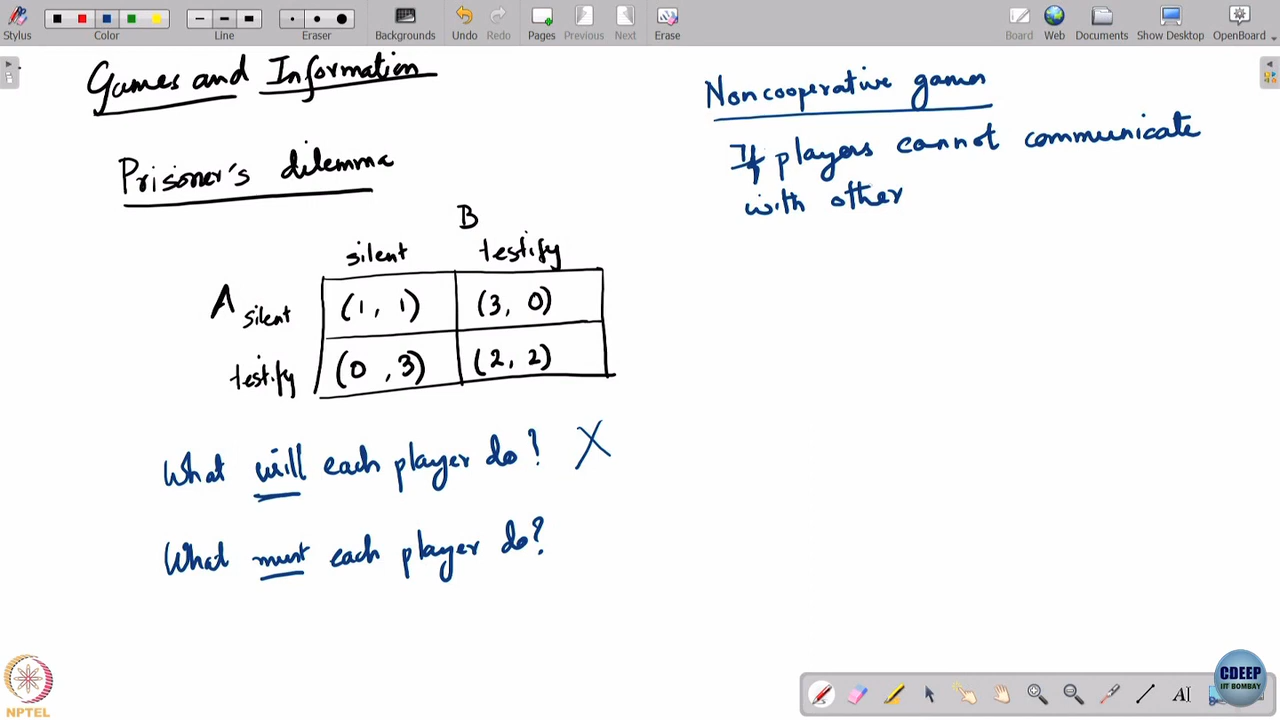 Stylus
Color
Line
Eraser
Backgrounds
Undo
Redo
Pages
Previous
Next
Erase
Board
Web
Documents
Show Desktop
OpenBoard
Games and Information
Prisoner's dilemma
B
silent testify
A silent (1, 1) (3, 0)
testify (0, 3) (2, 2)
What will each player do? X
What must each player do?
Noncooperative games
If players cannot communicate
with other
NPTEL
CDEEP
IIT BOMBAY